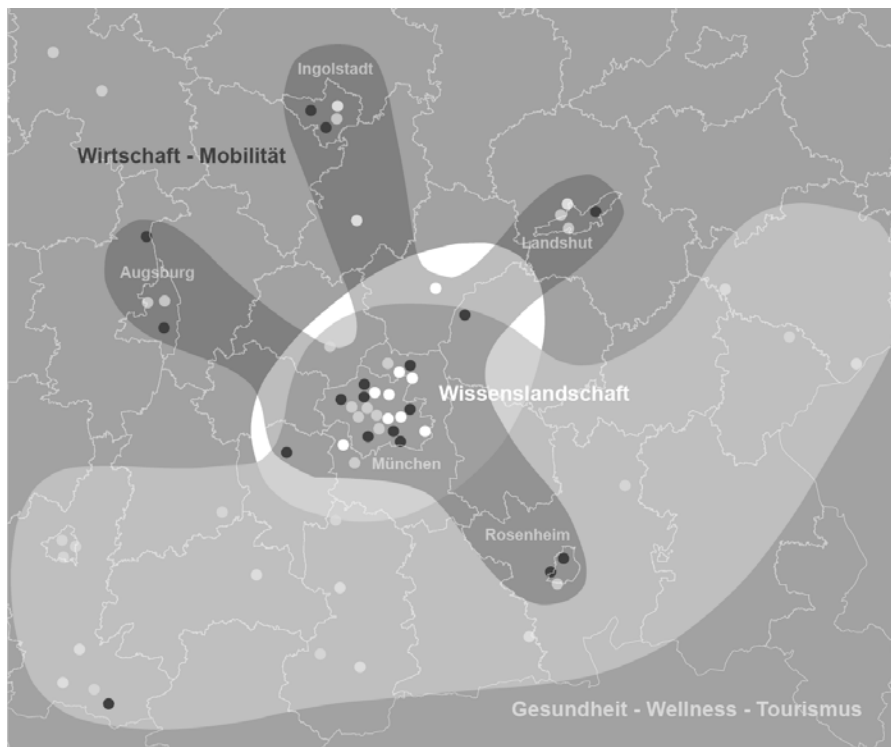 Ingolstadt
Wirtschaft - Mobilität
Landshut
Augsburg
Wissenslandschaft
München
Rosenheim
Gesundheit - Wellness - Tourismus